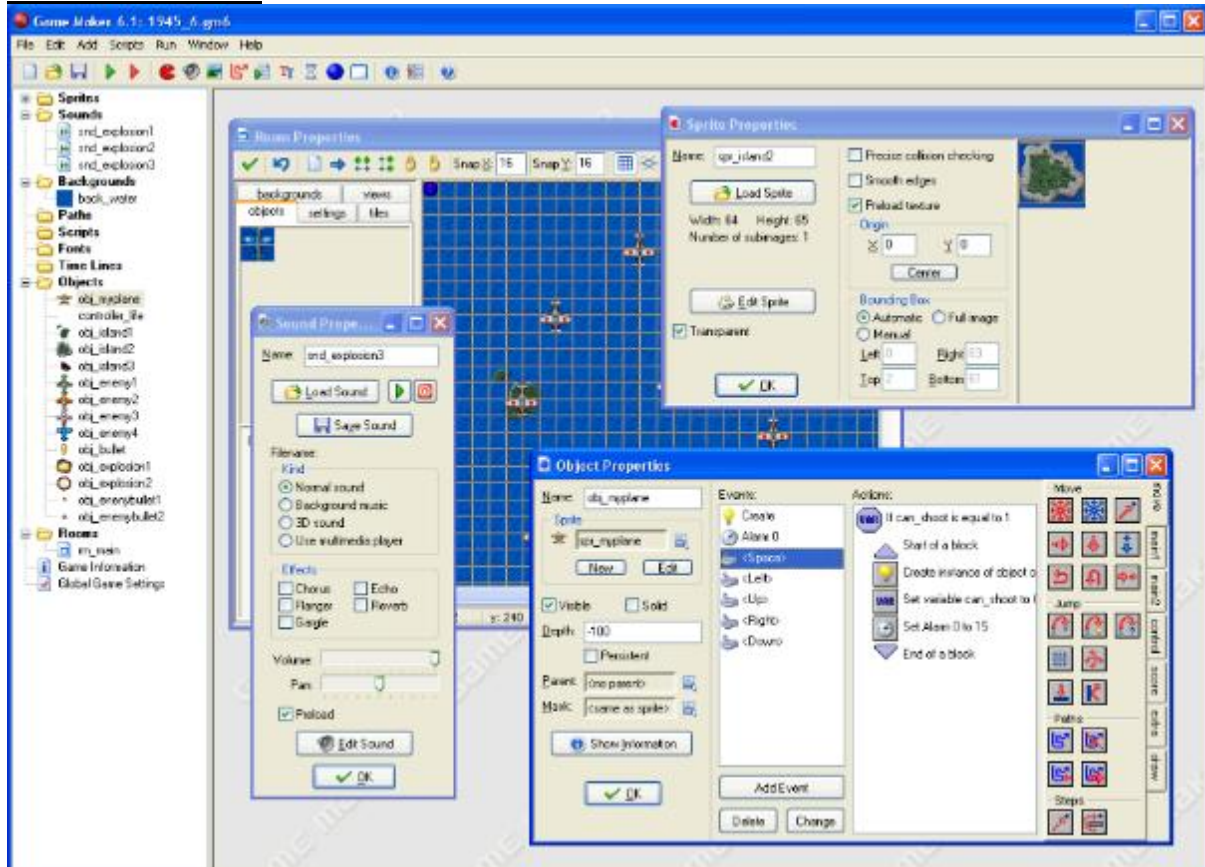 Game Maker 6.1: 1945_6.gm6
File Edit Add Scripts Run Window Help
Sprites
Sounds
snd_explosion1
snd_explosion2
snd_explosion3
Backgrounds
back_water
Paths
Scripts
Fonts
Time Lines
Objects
obj_myplane
controller_life
obj_island1
obj_island2
obj_island3
obj_enemy1
obj_enemy2
obj_enemy3
obj_enemy4
obj_bullet
obj_explosion1
obj_explosion2
obj_enemybullet1
obj_enemybullet2
Rooms
rm_main
Game Information
Global Game Settings
Room Properties
Snap X: 16 Snap Y: 16
backgrounds views
objects settings tiles
y: 240
Sound Prope...
Name: snd_explosion3
Load Sound
Save Sound
Filename:
Kind
Normal sound
Background music
3D sound
Use multimedia player
Effects
Chorus Echo
Flanger Reverb
Gargle
Volume:
Pan:
Preload
Edit Sound
OK
Sprite Properties
Name: spr_island2
Load Sprite
Width: 64 Height: 65
Number of subimages: 1
Edit Sprite
Transparent
OK
Precise collision checking
Smooth edges
Preload texture
Origin
X 0 Y 0
Center
Bounding Box
Automatic Full image
Manual
Left 0 Right 63
Top 2 Bottom
Object Properties
Name: obj_myplane
Sprite
spr_myplane
New Edit
Visible Solid
Depth: -100
Persistent
Parent: <no parent>
Mask: <same as sprite>
Show Information
OK
Events:
Create
Alarm 0
<Space>
<Left>
<Up>
<Right>
<Down>
Add Event
Delete Change
Actions:
If can_shoot is equal to 1
Start of a block
Create instance of object o
Set variable can_shoot to
Set Alarm 0 to 15
End of a block
Move
Jump
Paths
Steps
move
main1
main2
control
score
extra
draw